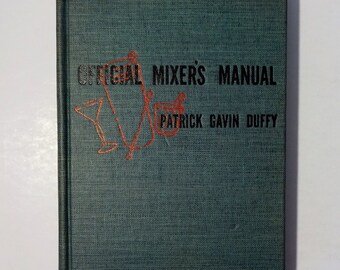 OFFICIAL MIXER'S MANUAL
PATRICK GAVIN DUFFY